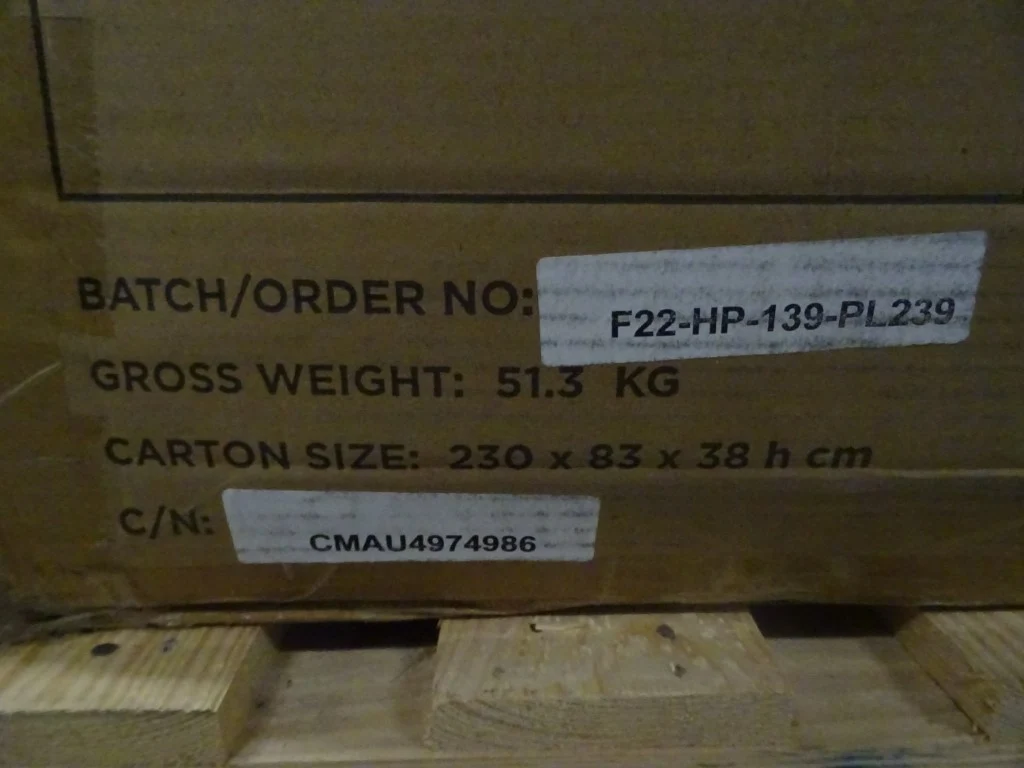 BATCH/ORDER NO: F22-HP-139-PL239
GROSS WEIGHT: 51.3 KG
CARTON SIZE: 230 x 83 x 38 h cm
C/N: CMAU4974986